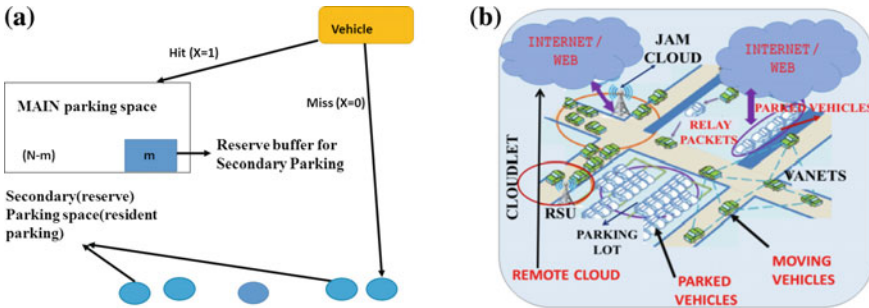 (a)
Vehicle
Hit (X=1)
Miss (X=0)
MAIN parking space
(N-m)
m
Reserve buffer for
Secondary Parking
Secondary(reserve)
Parking space(resident
parking)
(b)
INTERNET/
WEB
JAM
CLOUD
INTERNET/
WEB
PARKED VEHICLES
RELAY
PACKETS
CLOUDLET
VANETS
RSU
PARKING
LOT
REMOTE CLOUD
PARKED
VEHICLES
MOVING
VEHICLES